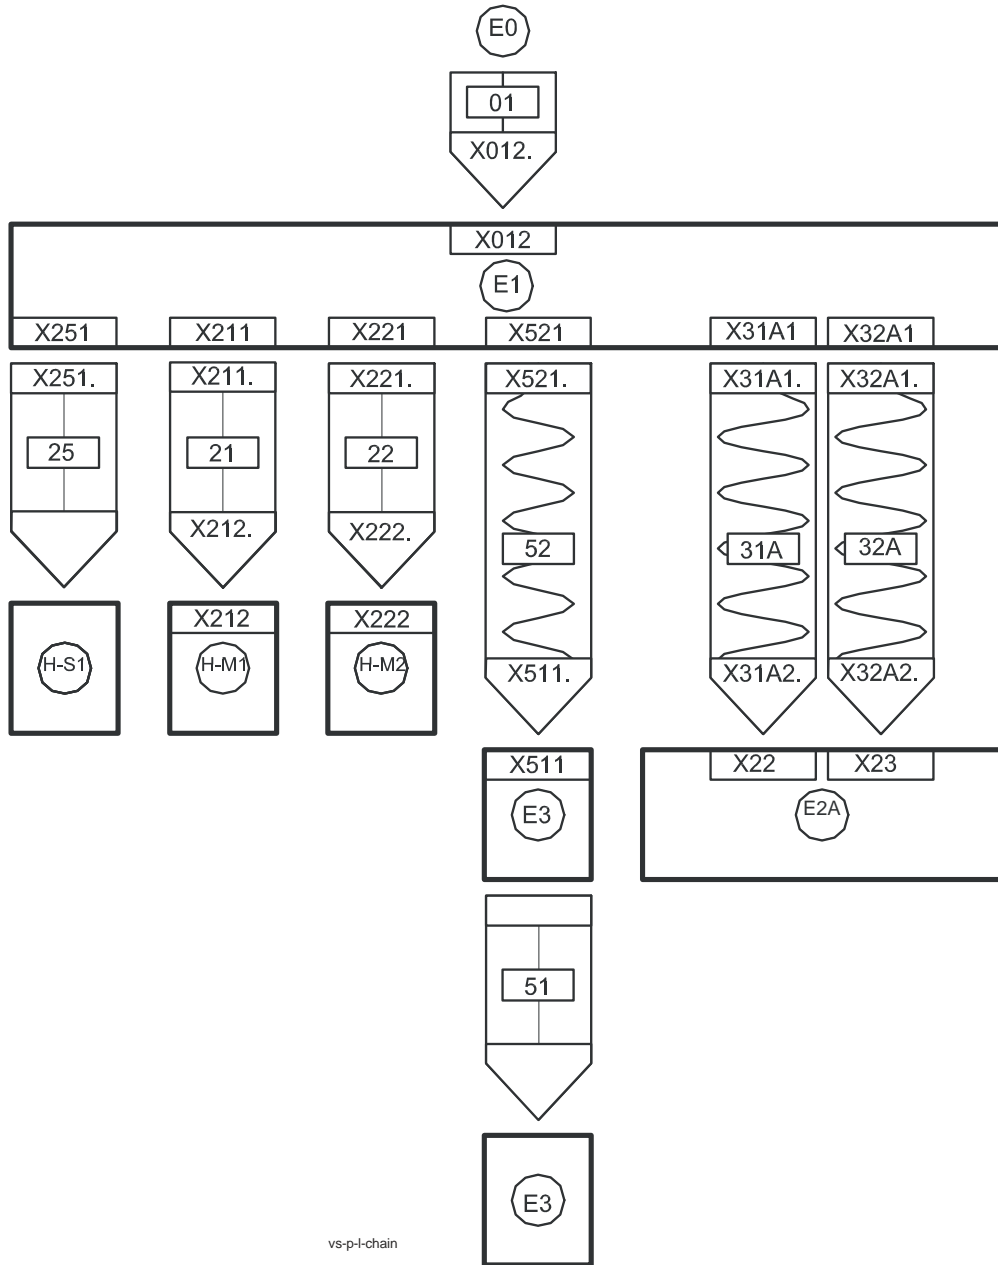 E0
01
X012.
X012
E1
X251 X211 X221 X521 X31A1 X32A1
X251. X211. X221. X521. X31A1. X32A1.
25 21 22
X212. X222.
52 31A 32A
X212 X222
H-S1 H-M1 H-M2
X511. X31A2. X32A2.
X511 X22 X23
E3 E2A
51
E3
vs-p-l-chain